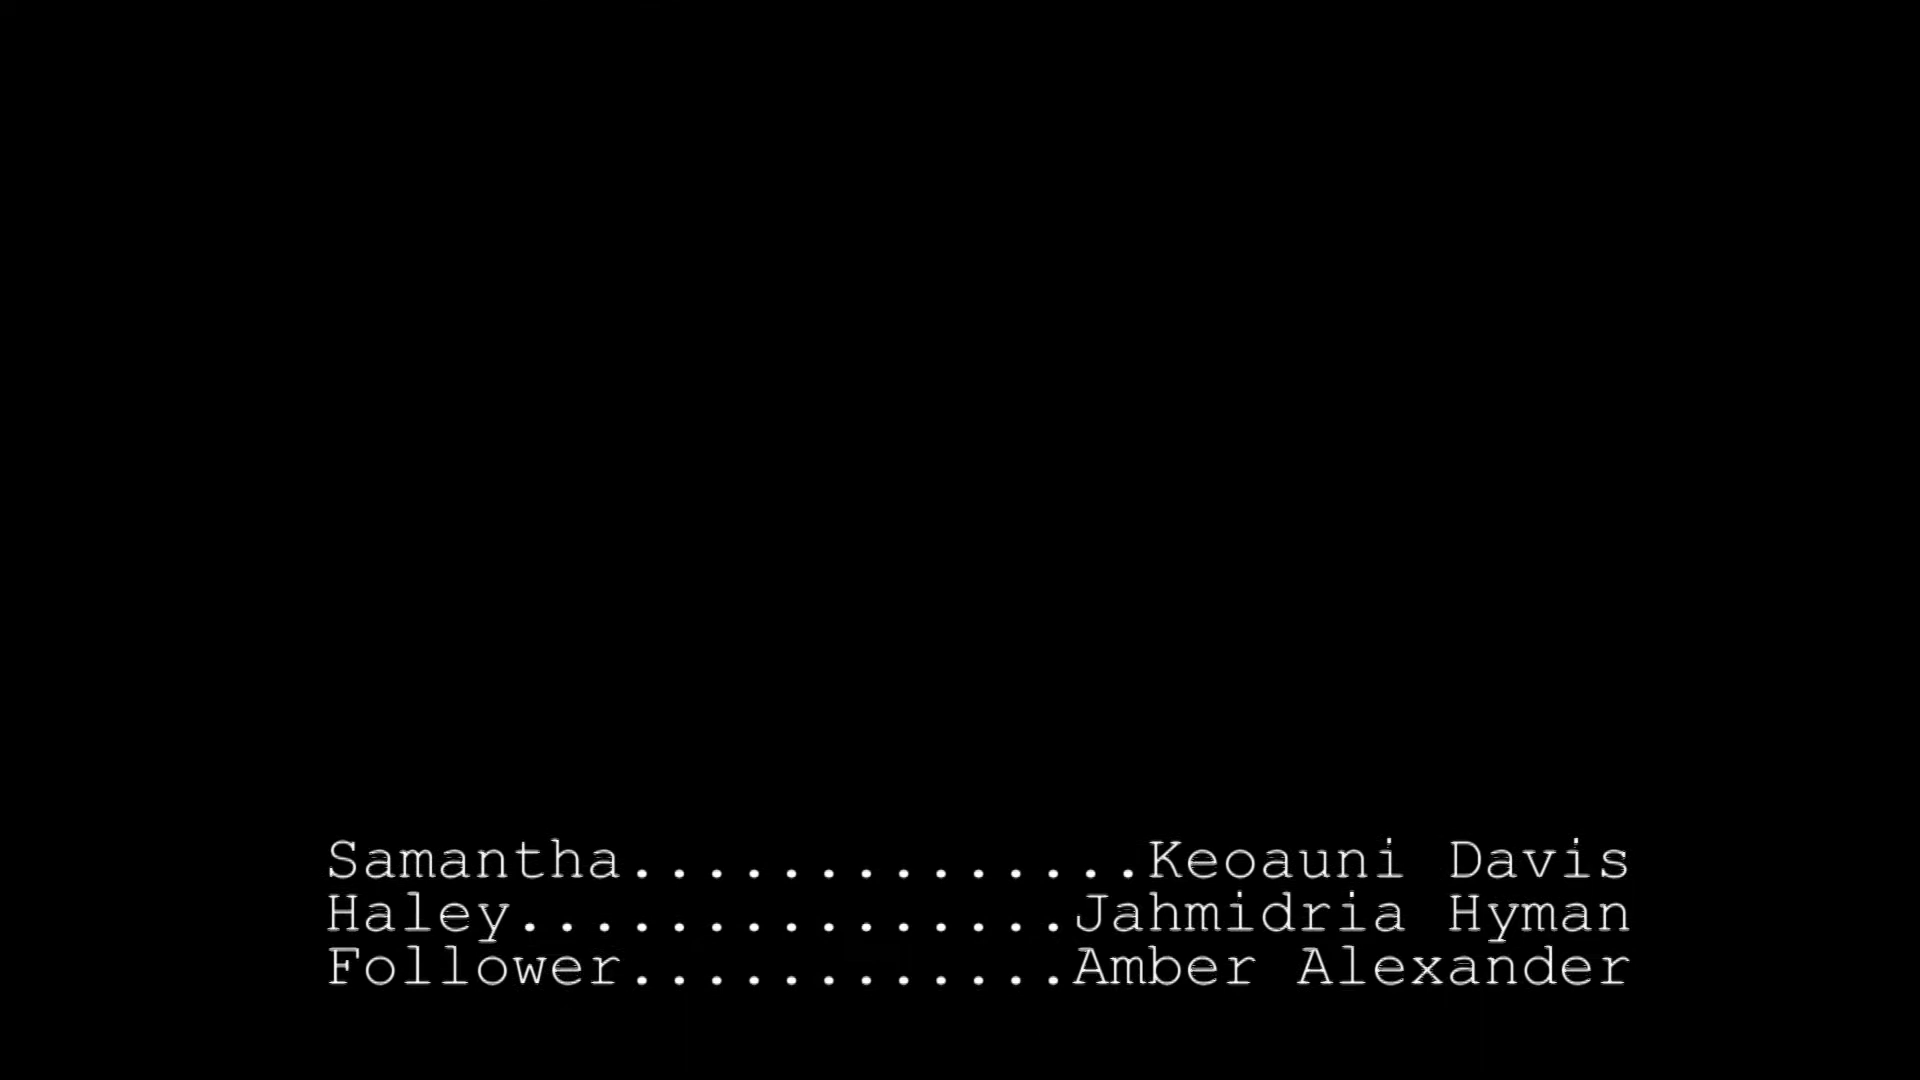 Samantha..............Keoauni Davis
Haley...............Jahmidria Hyman
Follower............Amber Alexander